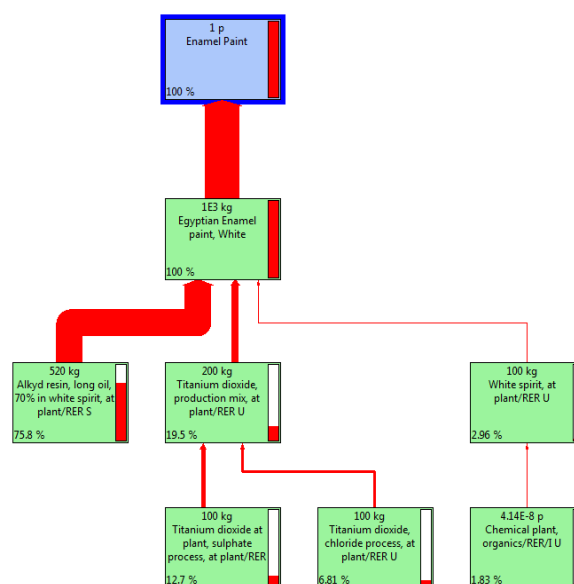 1 p
Enamel Paint
100 %
1E3 kg
Egyptian Enamel
paint, White
100 %
520 kg
Alkyd resin, long oil,
70% in white spirit, at
plant/RER S
75.8 %
200 kg
Titanium dioxide,
production mix, at
plant/RER U
19.5 %
100 kg
White spirit, at
plant/RER U
2.96 %
100 kg
Titanium dioxide at
plant, sulphate
process, at plant/RER
12.7 %
100 kg
Titanium dioxide,
chloride process, at
plant/RER U
6.81 %
4.14E-8 p
Chemical plant,
organics/RER/I U
1.83 %